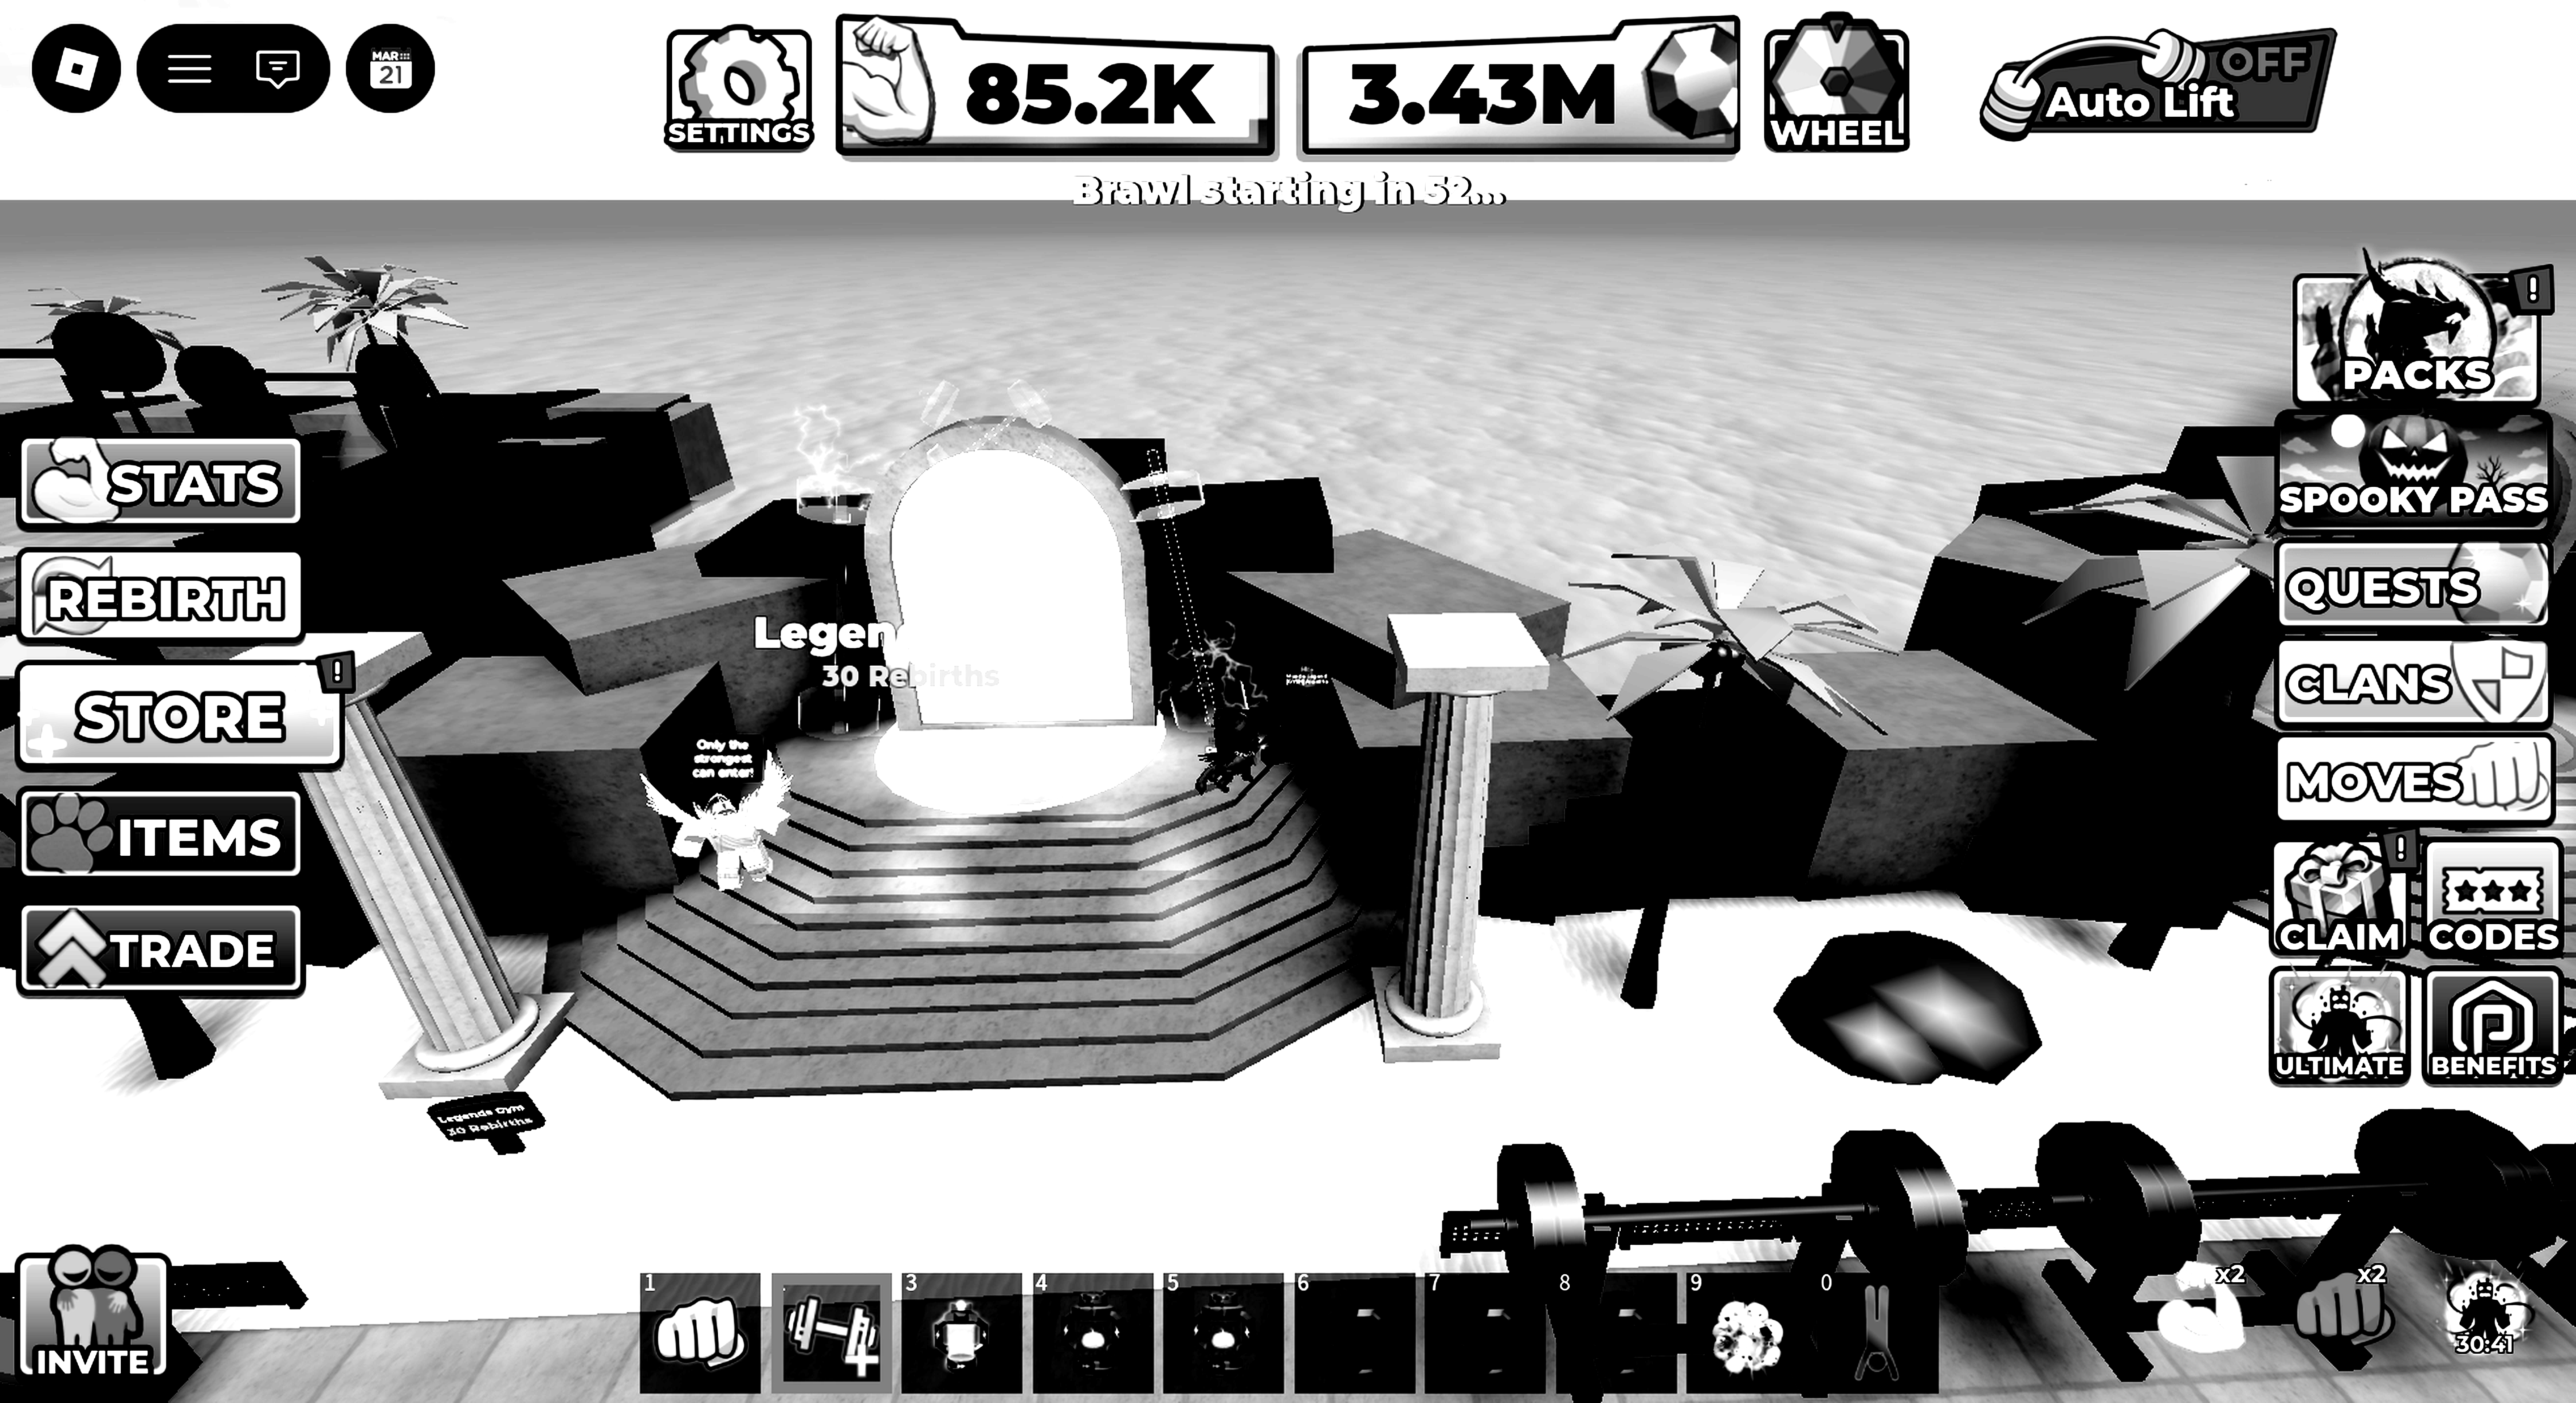 MAR
21
SETTINGS
85.2K
3.43M
WHEEL
OFF
Auto Lift
Brawl starting in 52...
PACKS
!
STATS
SPOOKY PASS
REBIRTH
QUESTS
Legen
30 Rebirths
!
STORE
CLANS
Only the
strongest
can enter!
MOVES
ITEMS
!
CLAIM
CODES
TRADE
ULTIMATE
BENEFITS
Legends Gym
30 Rebirths
INVITE
1
3
4
5
6
7
8
9
0
x2
x2
30:41